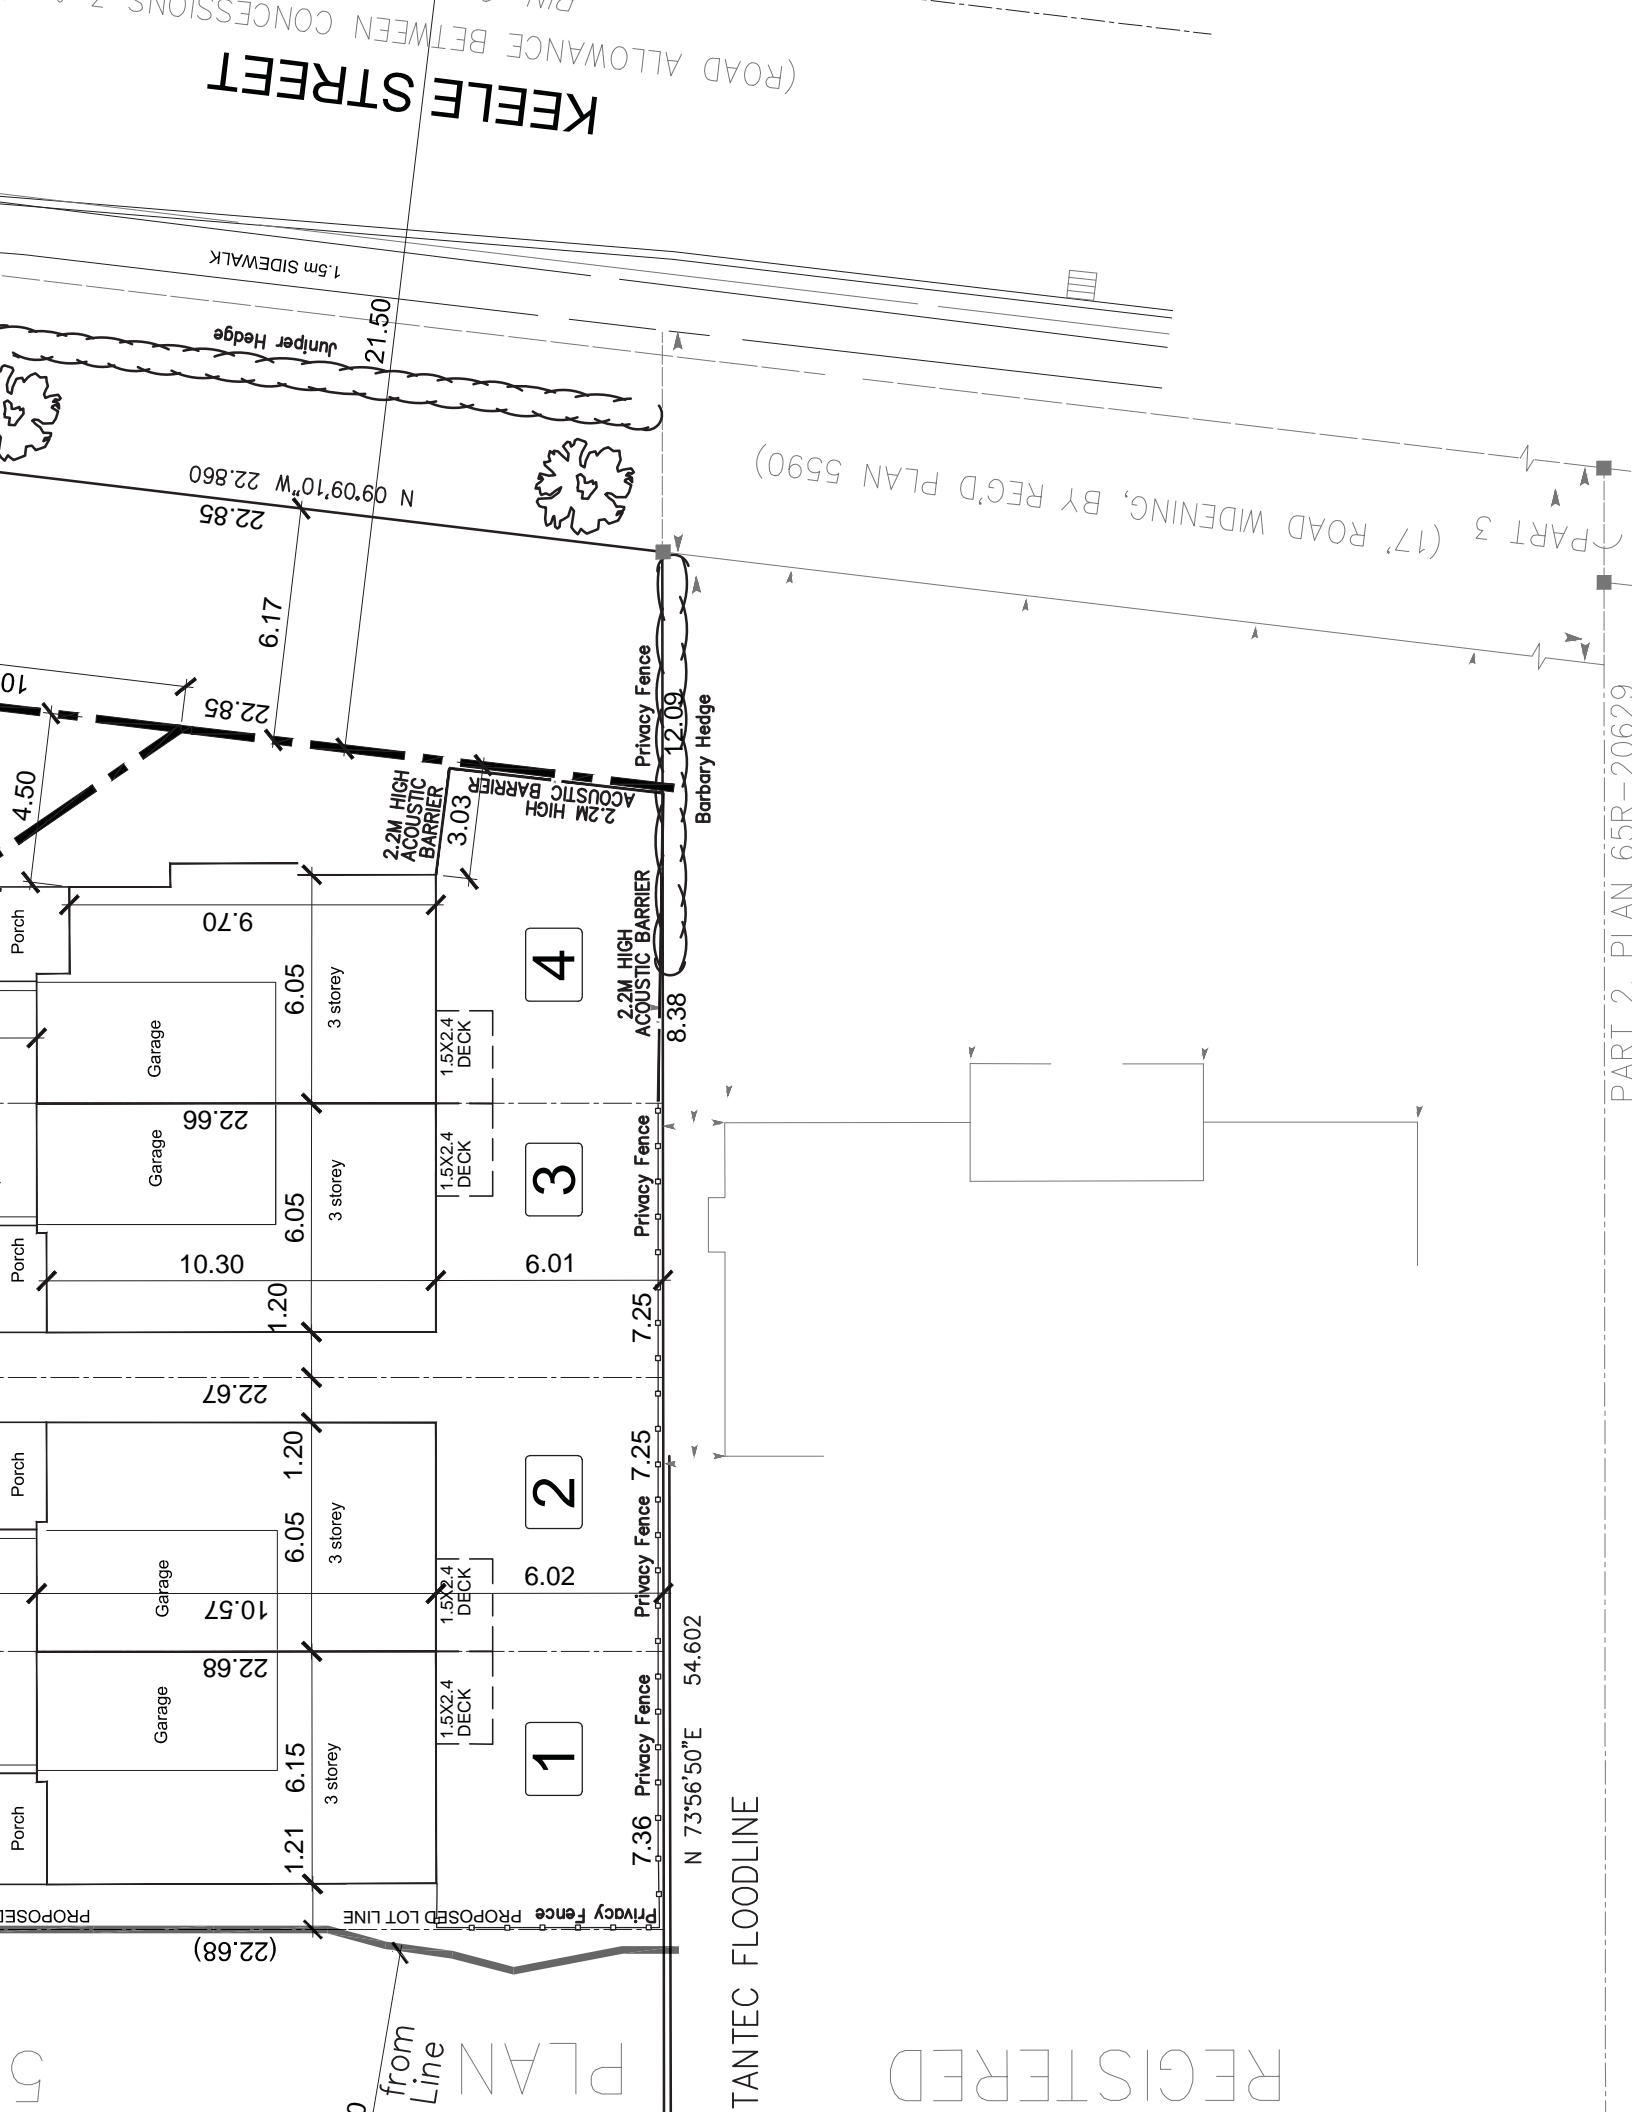 (ROAD ALLOWANCE BETWEEN CONCESSIONS 3
KEELE STREET
1.5m SIDEWALK
Juniper Hedge
21.50
N 09°09'10"W 22.860
22.85
PART 3 (17' ROAD WIDENING, BY REG'D PLAN 5590)
6.17
10
22.85
4.50
Privacy Fence
12.09
Barbary Hedge
2.2M HIGH
ACOUSTIC
BARRIER
3.03
2.2M HIGH
ACOUSTIC BARRIER
PART 2, PLAN 65R-20629
Porch
9.70
6.05
3 storey
4
2.2M HIGH
ACOUSTIC BARRIER
8.38
Garage
1.5X2.4
DECK
22.66
Garage
6.05
3 storey
1.5X2.4
DECK
3
Privacy Fence
Porch
10.30
6.01
1.20
7.25
22.67
Porch
1.20
7.25
6.05
3 storey
2
Privacy Fence
Garage
1.5X2.4
DECK
6.02
10.57
22.68
Garage
1.5X2.4
DECK
54.602
Privacy Fence
6.15
3 storey
1
N 73°56'50"E
Porch
1.21
7.36
PROPOSED
PROPOSED LOT LINE
Privacy Fence
(22.68)
TANTEC FLOODLINE
from
Line
5
PLAN
REGISTERED